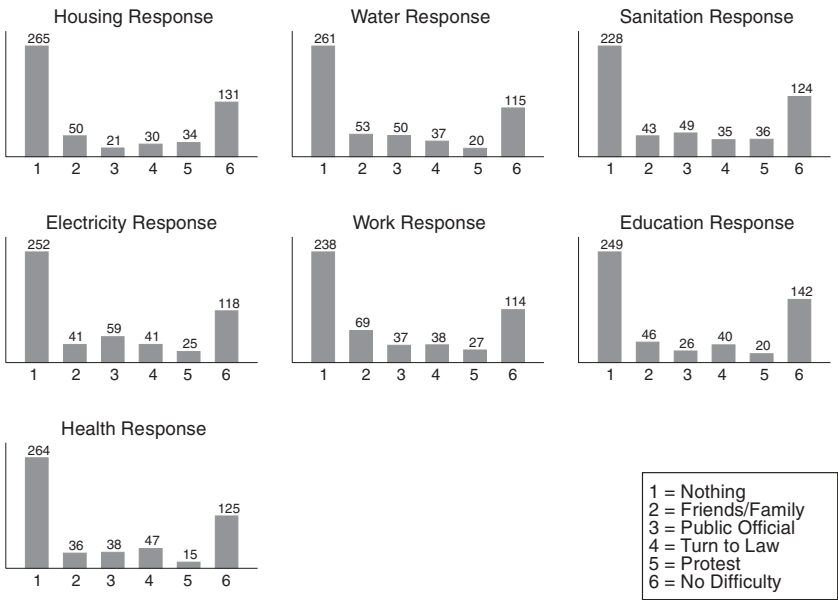 Housing Response
265
50
21
30
34
131
1 2 3 4 5 6
Water Response
261
53
50
37
20
115
1 2 3 4 5 6
Sanitation Response
228
43
49
35
36
124
1 2 3 4 5 6
Electricity Response
252
41
59
41
25
118
1 2 3 4 5 6
Work Response
238
69
37
38
27
114
1 2 3 4 5 6
Education Response
249
46
26
40
20
142
1 2 3 4 5 6
Health Response
264
36
38
47
15
125
1 2 3 4 5 6
1 = Nothing
2 = Friends/Family
3 = Public Official
4 = Turn to Law
5 = Protest
6 = No Difficulty